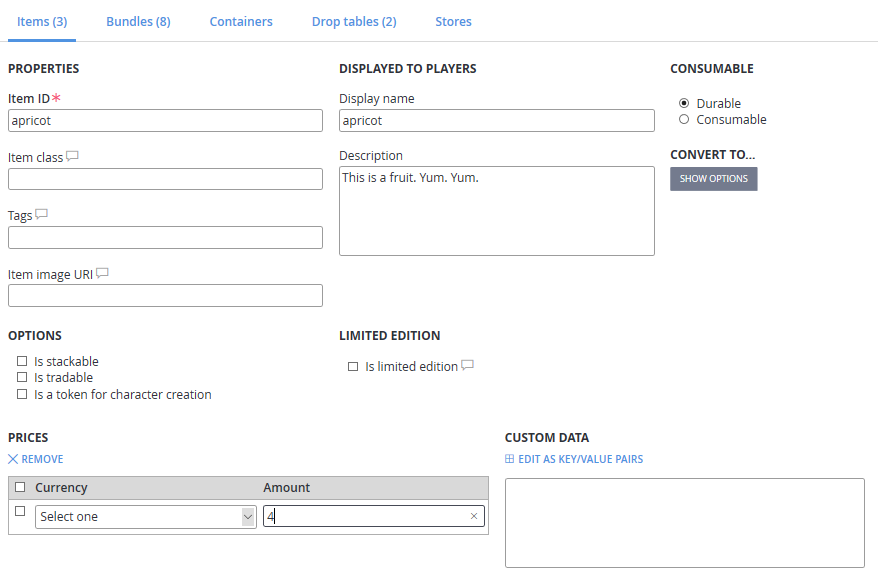 Items (3) Bundles (8) Containers Drop tables (2) Stores
PROPERTIES DISPLAYED TO PLAYERS CONSUMABLE
Item ID* Display name
Durable
apricot apricot
Consumable
Item class Description CONVERT TO...
This is a fruit. Yum. Yum. SHOW OPTIONS
Tags
Item image URI
OPTIONS LIMITED EDITION
Is stackable Is limited edition
Is tradable
Is a token for character creation
PRICES CUSTOM DATA
REMOVE EDIT AS KEY/VALUE PAIRS
Currency Amount
Select one 4